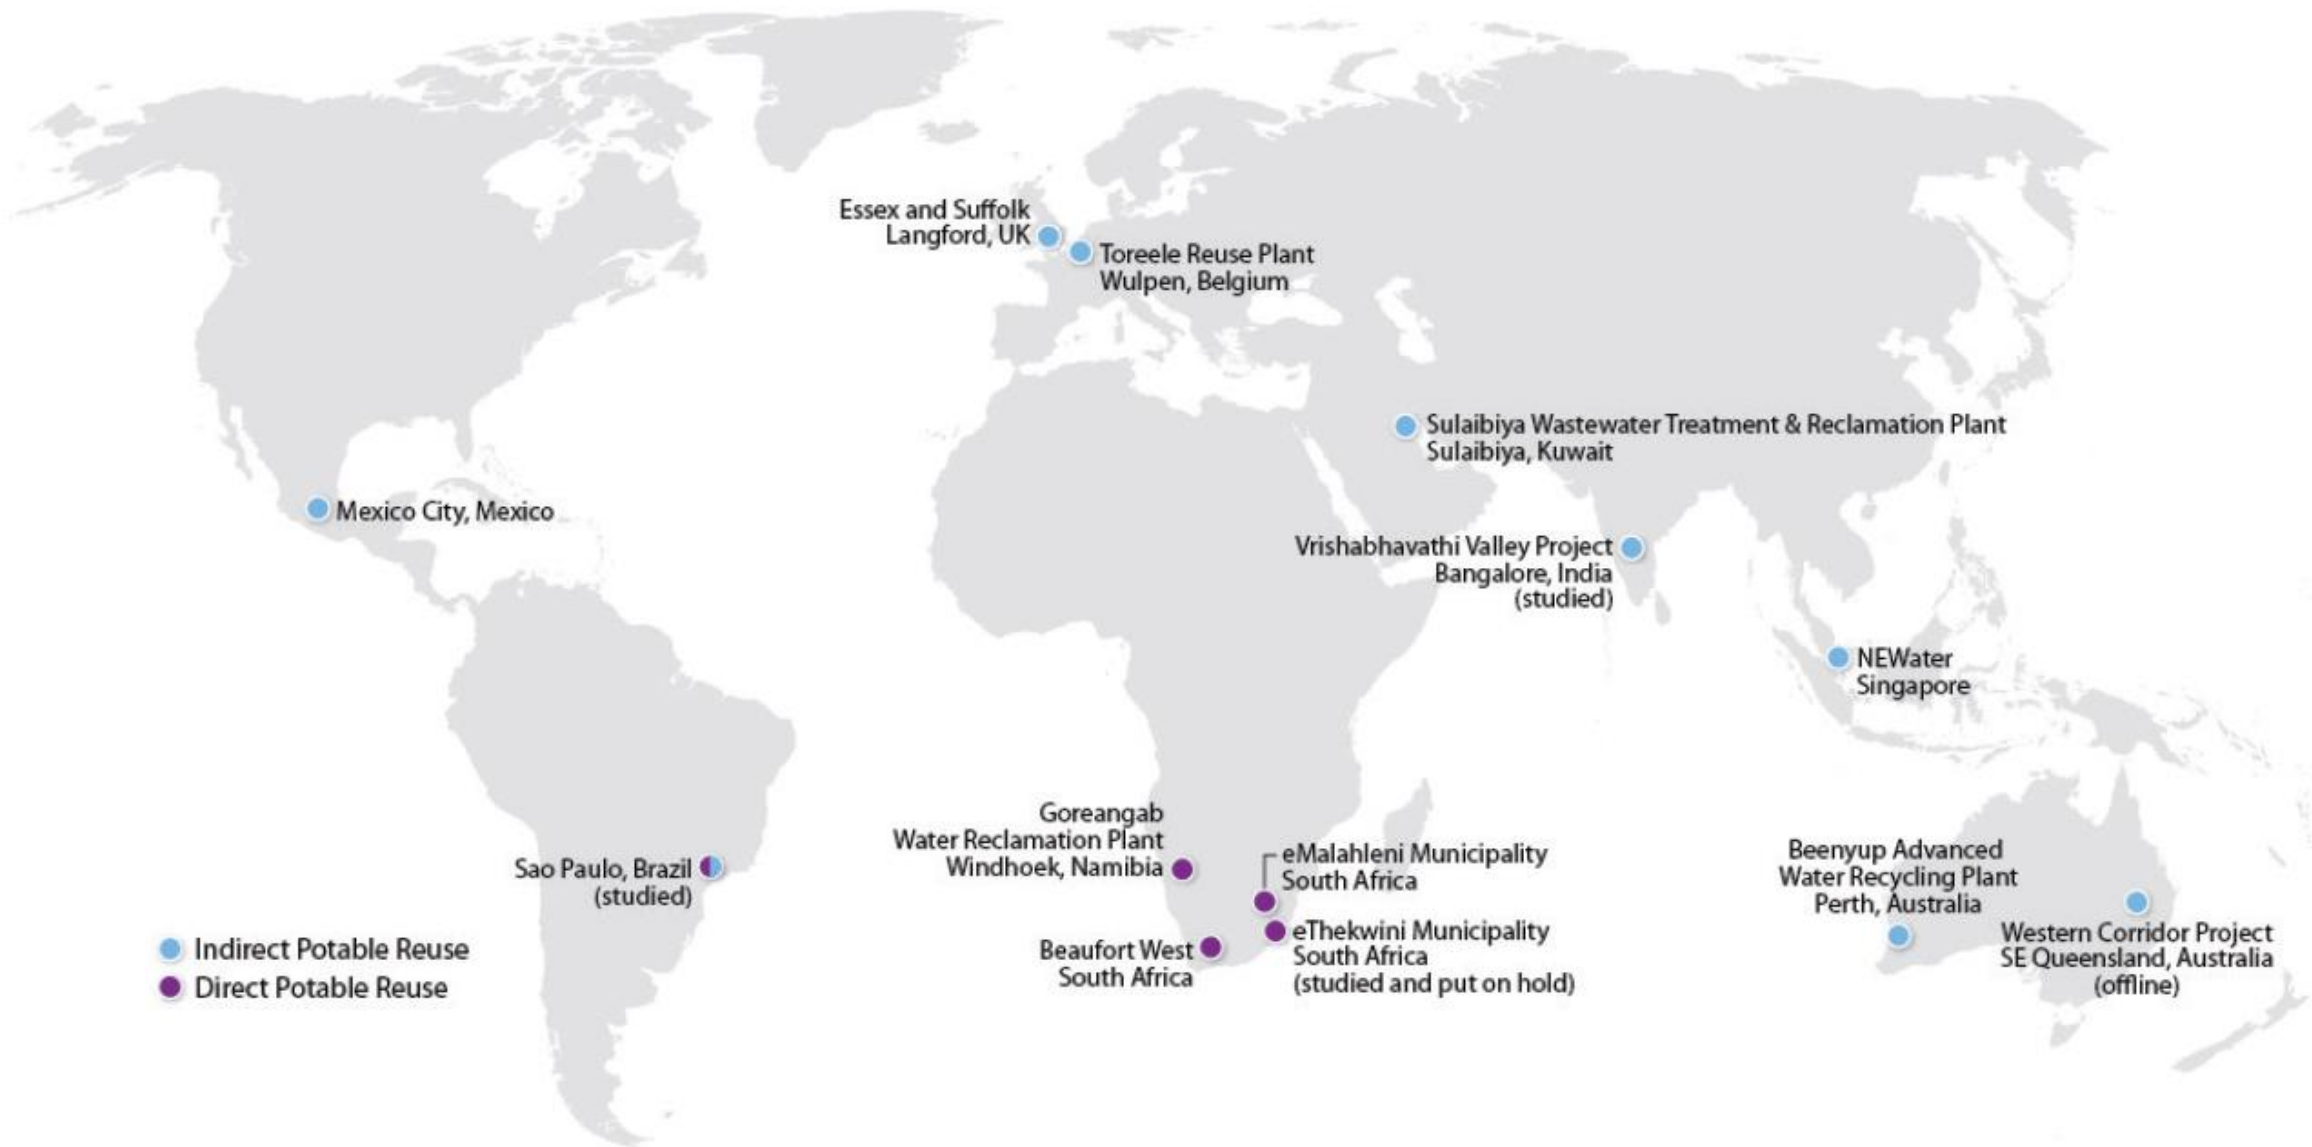 Essex and Suffolk
Langford, UK
Toreele Reuse Plant
Wulpen, Belgium
Sulaibiya Wastewater Treatment & Reclamation Plant
Sulaibiya, Kuwait
Mexico City, Mexico
Vrishabhavathi Valley Project
Bangalore, India
(studied)
NEWater
Singapore
Goreangab
Water Reclamation Plant
Windhoek, Namibia
eMalahleni Municipality
South Africa
Sao Paulo, Brazil
(studied)
Beaufort West
South Africa
eThekwini Municipality
South Africa
(studied and put on hold)
Beenyup Advanced
Water Recycling Plant
Perth, Australia
Western Corridor Project
SE Queensland, Australia
(offline)
Indirect Potable Reuse
Direct Potable Reuse